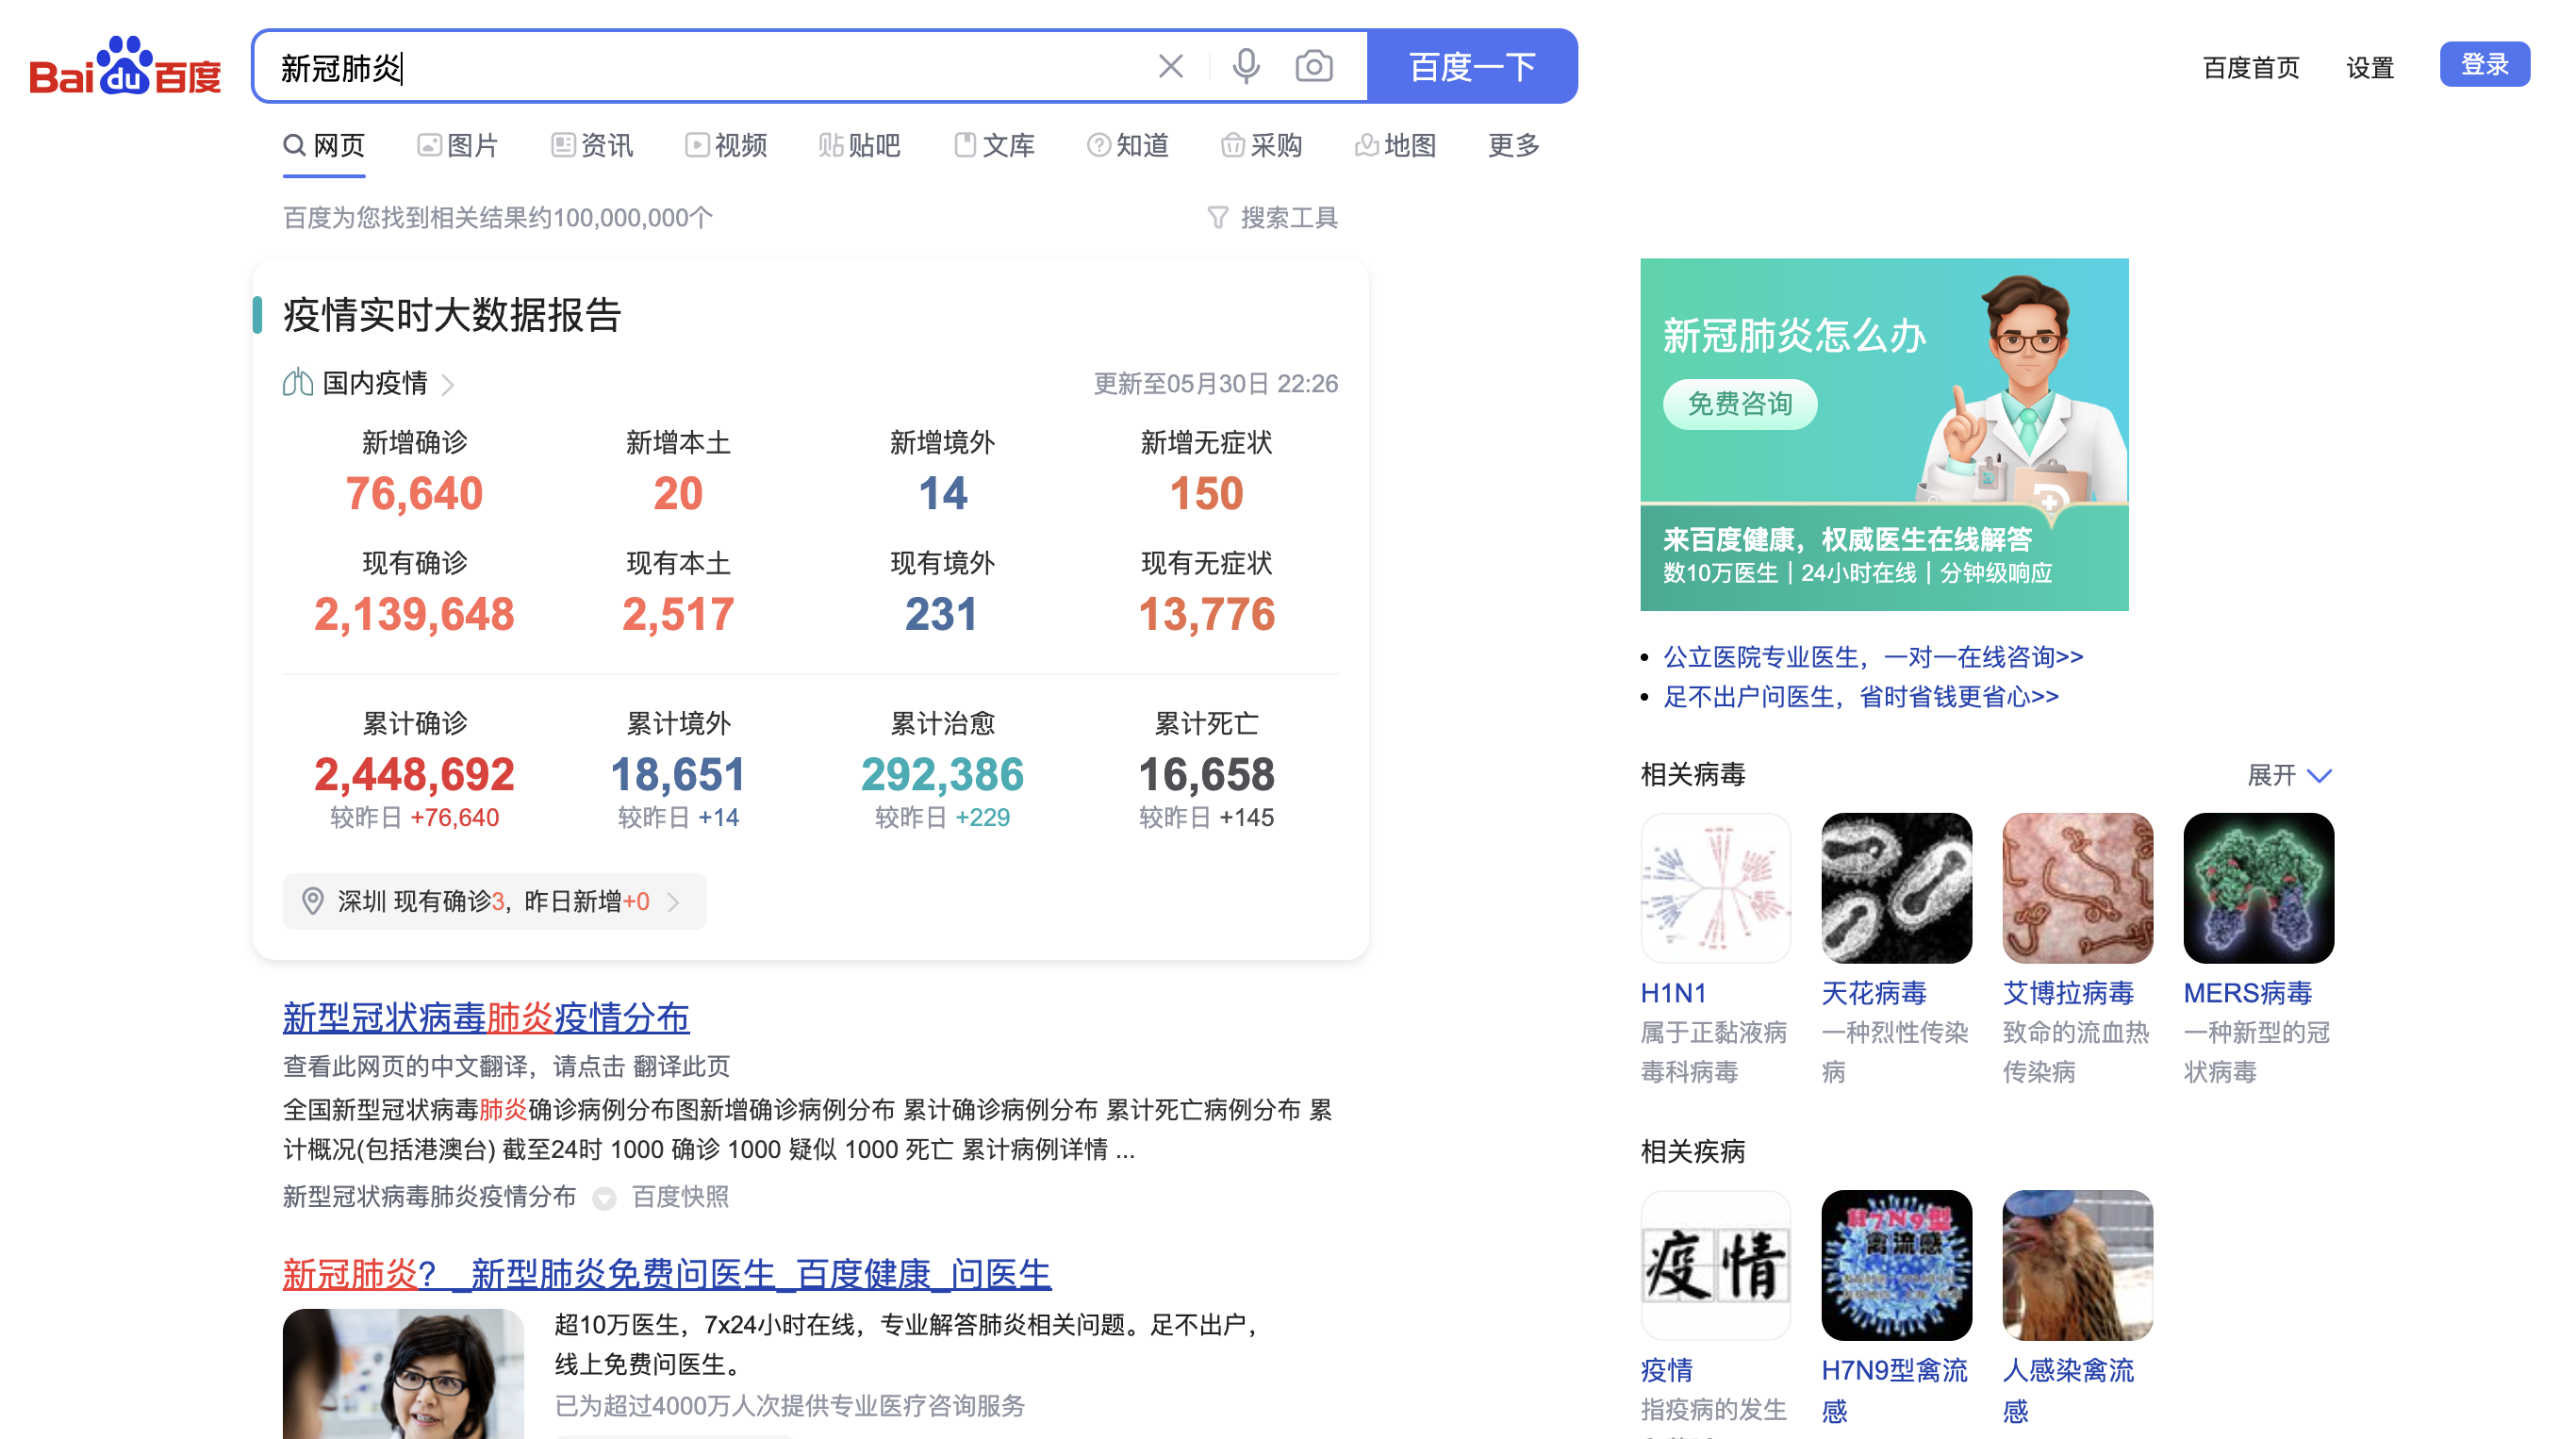 Baidu百度
新冠肺炎
百度一下
百度首页
设置
登录
网页
图片
资讯
视频
贴吧
文库
知道
采购
地图
更多
百度为您找到相关结果约100,000,000个
搜索工具
疫情实时大数据报告
国内疫情
更新至05月30日 22:26
新增确诊 新增本土 新增境外 新增无症状
76,640 20 14 150
现有确诊 现有本土 现有境外 现有无症状
2,139,648 2,517 231 13,776
累计确诊 累计境外 累计治愈 累计死亡
2,448,692 18,651 292,386 16,658
较昨日 +76,640 较昨日 +14 较昨日 +229 较昨日 +145
深圳 现有确诊3, 昨日新增+0
新型冠状病毒肺炎疫情分布
查看此网页的中文翻译，请点击 翻译此页
全国新型冠状病毒肺炎确诊病例分布图新增确诊病例分布 累计确诊病例分布 累计死亡病例分布 累
计概况(包括港澳台) 截至24时 1000 确诊 1000 疑似 1000 死亡 累计病例详情 ...
新型冠状病毒肺炎疫情分布
百度快照
新冠肺炎？_新型肺炎免费问医生_百度健康_问医生
超10万医生，7x24小时在线，专业解答肺炎相关问题。足不出户，
线上免费问医生。
已为超过4000万人次提供专业医疗咨询服务
新冠肺炎怎么办
免费咨询
来百度健康，权威医生在线解答
数10万医生｜24小时在线｜分钟级响应
公立医院专业医生，一对一在线咨询>>
足不出户问医生，省时省钱更省心>>
相关病毒
展开
H1N1
属于正黏液病
毒科病毒
天花病毒
一种烈性传染
病
艾博拉病毒
致命的流血热
传染病
MERS病毒
一种新型的冠
状病毒
相关疾病
疫情
H7N9型
禽流感
疫情
指疫病的发生
H7N9型禽流
感
人感染禽流
感